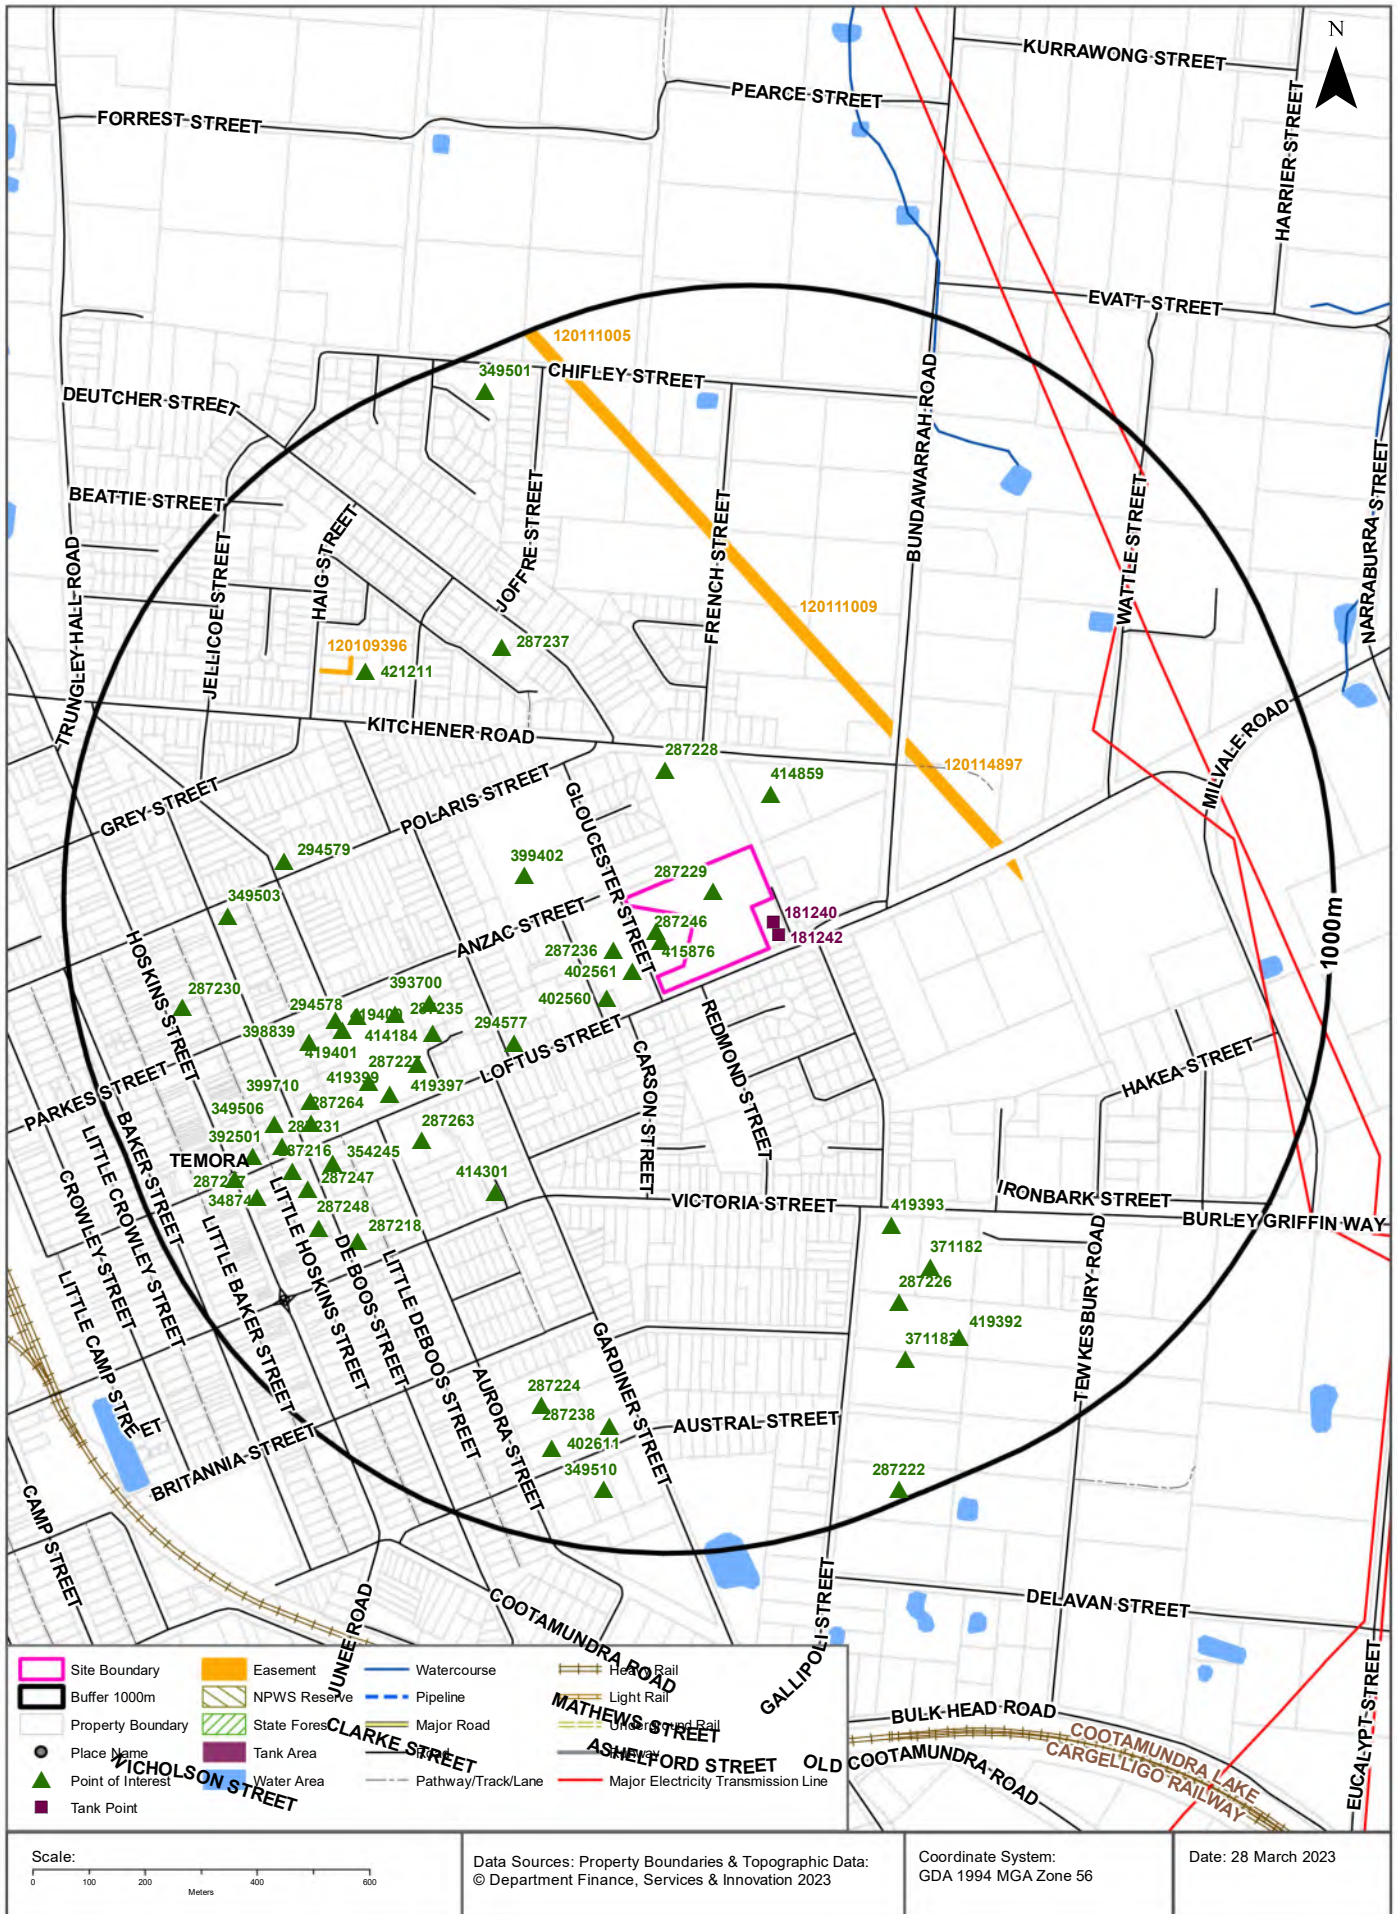 N
KURRAWONG STREET
PEARCE STREET
FORREST STREET
HARRIER STREET
EVATT STREET
120111005
349501
CHIFLEY STREET
DEUTCHER STREET
BUNDAWARRAH ROAD
BEATTIE STREET
HAIG STREET
JOFFRE STREET
FRENCH STREET
WATTLE STREET
NARRABURRA STREET
TRUNGLEY HALL ROAD
JELLICOE STREET
120111009
120109396
287237
421211
KITCHENER ROAD
287228
120114897
MILVALE ROAD
414859
GREY STREET
POLARIS STREET
GLOUCESTER STREET
294579
399402
287229
349503
181240
181242
ANZAC STREET
287246
415876
287236
402561
1000m
HOSKINS STREET
287230
393700
402560
294578
287235
294577
398839
414184
419401
LOFTUS STREET
REDMOND STREET
CARSON STREET
287227
HAKEA STREET
419399
419397
PARKES STREET
399710
287264
349506
287263
392501
354245
TEMORA
BAKER STREET
LITTLE CROWLEY STREET
CROWLEY STREET
287247
414301
287248
VICTORIA STREET
IRONBARK STREET
BURLEY GRIFFIN WAY
419393
287218
371182
287226
LITTLE BAKER STREET
LITTLE HOSKINS STREET
DE BOOS STREET
LITTLE DEBOOS STREET
LITTLE CAMP STREET
TEWKESBURY ROAD
419392
GARDINER STREET
AURORA STREET
287224
287238
AUSTRAL STREET
402611
BRITANNIA STREET
349510
287222
CAMP STREET
DELAVAN STREET
JUNEE ROAD
COOTAMUNDRA ROAD
GALLIPOLI STREET
EUCALYPT STREET
MATHEWS STREET
CLARKE STREET
ASHELFORD STREET
OLD COOTAMUNDRA ROAD
BULK HEAD ROAD
COOTAMUNDRA LAKE
CARGELLIGO RAILWAY
Site Boundary
Easement
Watercourse
Heavy Rail
Buffer 1000m
NPWS Reserve
Pipeline
Light Rail
Property Boundary
State Forest
Major Road
Underground Rail
Place Name
Tank Area
Road
Runway
Point of Interest
Water Area
Pathway/Track/Lane
Major Electricity Transmission Line
Tank Point
Scale:
0 100 200 400 600
Meters
Data Sources: Property Boundaries & Topographic Data:
© Department Finance, Services & Innovation 2023
Coordinate System:
GDA 1994 MGA Zone 56
Date: 28 March 2023